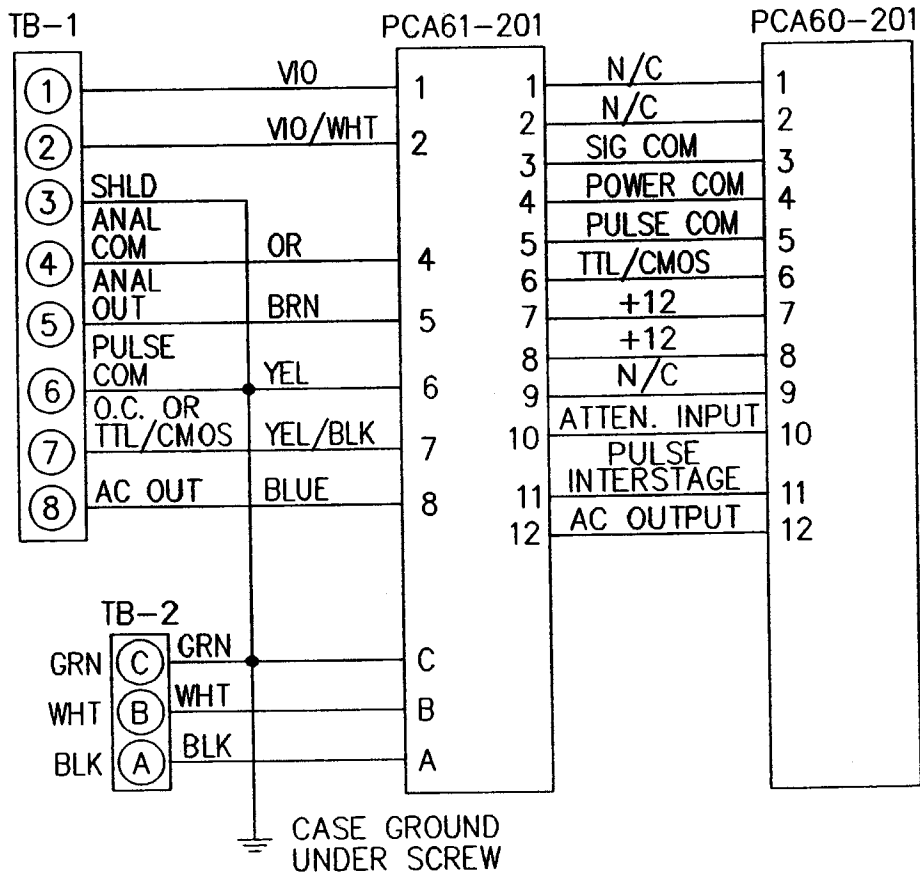 TB-1 PCA61-201 PCA60-201
1 VIO 1 1 N/C 1
2 VIO/WHT 2 2 N/C 2
3 SHLD 3 SIG COM 3
4 ANAL COM OR 4 4 POWER COM 4
5 ANAL OUT BRN 5 5 PULSE COM 5
6 PULSE COM YEL 6 6 TTL/CMOS 6
7 O.C. OR TTL/CMOS YEL/BLK 7 7 +12 7
8 AC OUT BLUE 8 8 +12 8
9 N/C 9
10 ATTEN. INPUT 10
11 PULSE INTERSTAGE 11
12 AC OUTPUT 12
TB-2
GRN C GRN C
WHT B WHT B
BLK A BLK A
CASE GROUND
UNDER SCREW